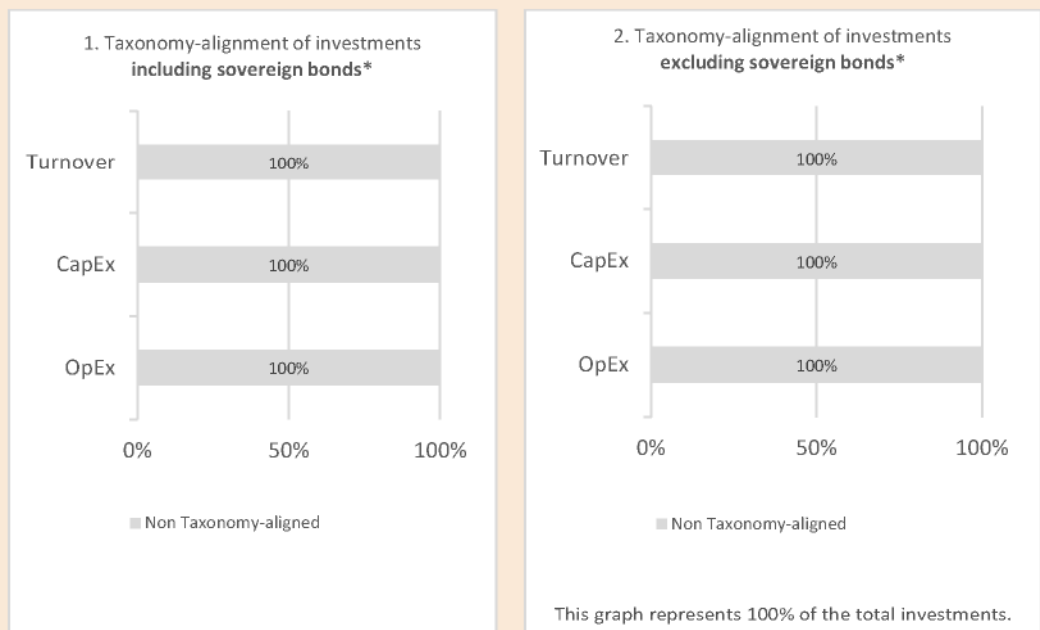 1. Taxonomy-alignment of investments
including sovereign bonds*
Turnover
100%
CapEx
100%
OpEx
100%
0%
50%
100%
Non Taxonomy-aligned
2. Taxonomy-alignment of investments
excluding sovereign bonds*
Turnover
100%
CapEx
100%
OpEx
100%
0%
50%
100%
Non Taxonomy-aligned
This graph represents 100% of the total investments.